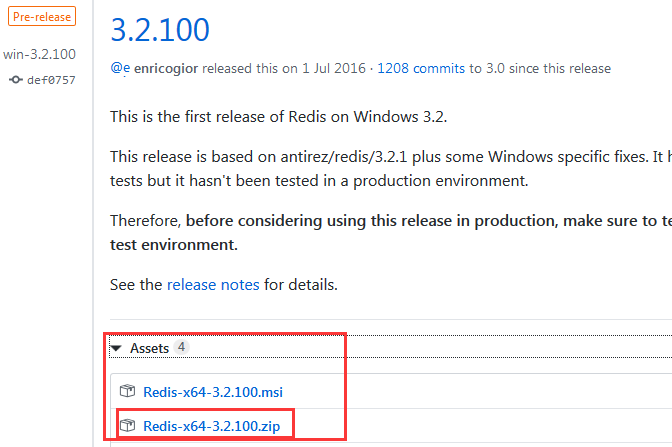 Pre-release
win-3.2.100
def0757
3.2.100
enricogior released this on 1 Jul 2016 · 1208 commits to 3.0 since this release
This is the first release of Redis on Windows 3.2.
This release is based on antirez/redis/3.2.1 plus some Windows specific fixes. It
tests but it hasn't been tested in a production environment.
Therefore, before considering using this release in production, make sure to
test environment.
See the release notes for details.
Assets 4
Redis-x64-3.2.100.msi
Redis-x64-3.2.100.zip